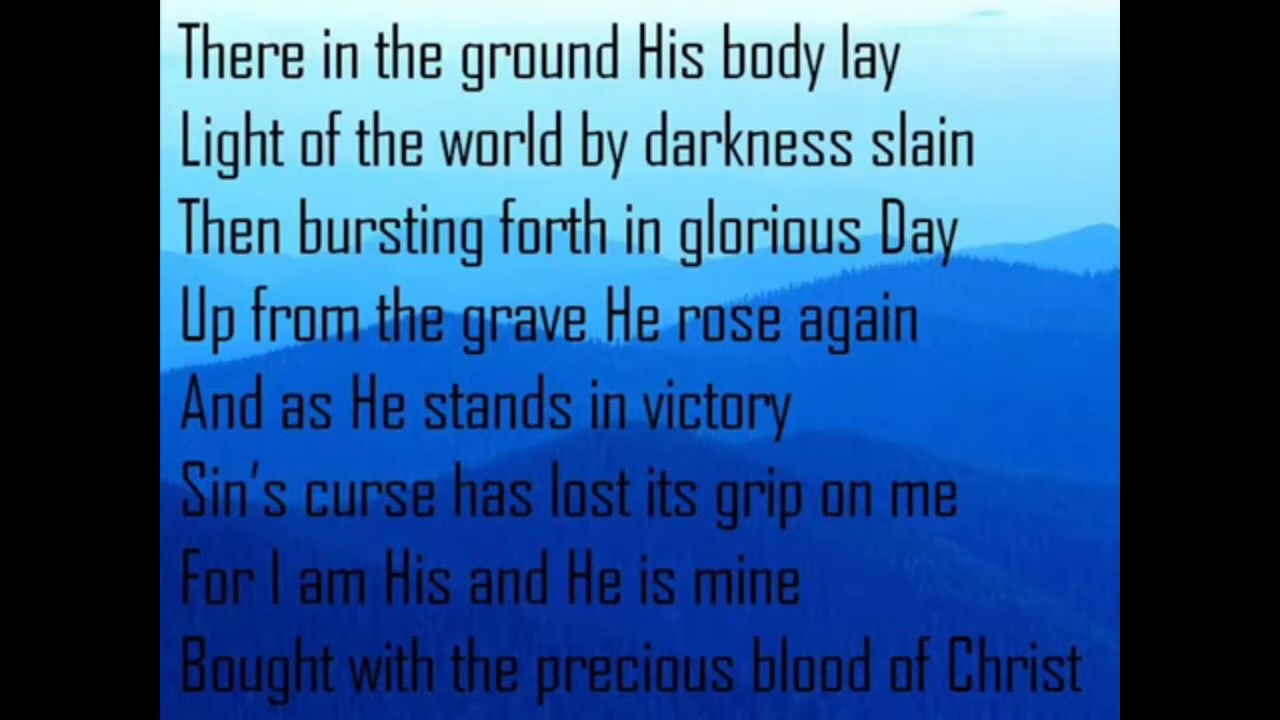 There in the ground His body lay
Light of the world by darkness slain
Then bursting forth in glorious Day
Up from the grave He rose again
And as He stands in victory
Sin's curse has lost its grip on me
For I am His and He is mine
Bought with the precious blood of Christ